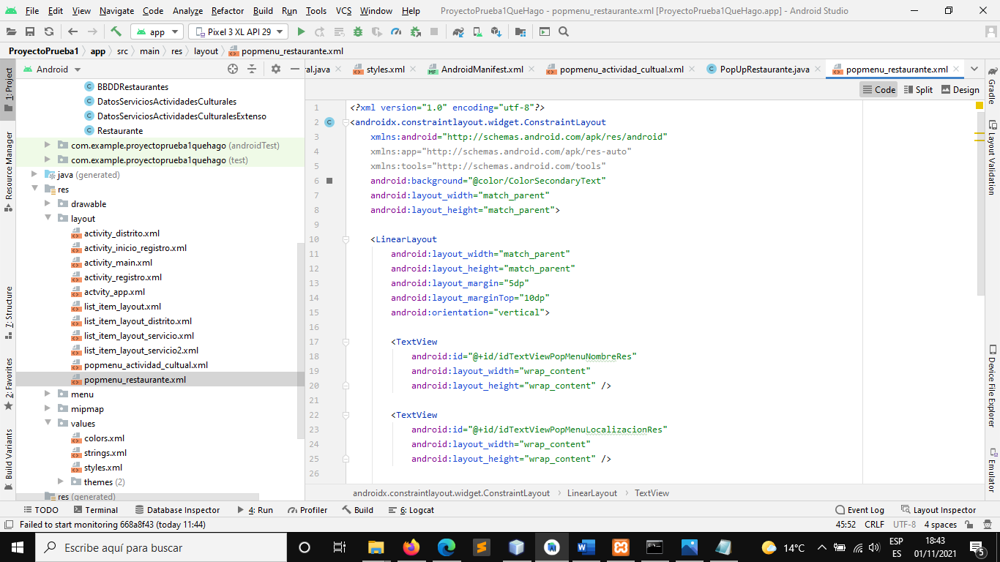 File Edit View Navigate Code Analyze Refactor Build Run Tools VCS Window Help ProyectoPrueba1QueHago - popmenu_restaurante.xml [ProyectoPrueba1QueHago.app] - Android Studio
app Pixel 3 XL API 29
ProyectoPrueba1 app src main res layout popmenu_restaurante.xml
Android
ral.java styles.xml AndroidManifest.xml popmenu_actividad_cultual.xml PopUpRestaurante.java popmenu_restaurante.xml
Code Split Design
1: Project
Resource Manager
7: Structure
2: Favorites
Build Variants
BBDDRestaurantes
DatosServiciosActividadesCulturales
DatosServiciosActividadesCulturalesExtenso
Restaurante
com.example.proyectoprueba1quehago (androidTest)
com.example.proyectoprueba1quehago (test)
java (generated)
res
drawable
layout
activity_distrito.xml
activity_inicio_registro.xml
activity_main.xml
activity_registro.xml
actvity_app.xml
list_item_layout.xml
list_item_layout_distrito.xml
list_item_layout_servicio.xml
list_item_layout_servicio2.xml
popmenu_actividad_cultual.xml
popmenu_restaurante.xml
menu
mipmap
values
colors.xml
strings.xml
styles.xml
themes (2)
res (generated)
1 <?xml version="1.0" encoding="utf-8"?>
2 <androidx.constraintlayout.widget.ConstraintLayout
3 xmlns:android="http://schemas.android.com/apk/res/android"
4 xmlns:app="http://schemas.android.com/apk/res-auto"
5 xmlns:tools="http://schemas.android.com/tools"
6 android:background="@color/ColorSecondaryText"
7 android:layout_width="match_parent"
8 android:layout_height="match_parent">
9
10 <LinearLayout
11 android:layout_width="match_parent"
12 android:layout_height="match_parent"
13 android:layout_margin="5dp"
14 android:layout_marginTop="10dp"
15 android:orientation="vertical">
16
17 <TextView
18 android:id="@+id/idTextViewPopMenuNombreRes"
19 android:layout_width="wrap_content"
20 android:layout_height="wrap_content" />
21
22 <TextView
23 android:id="@+id/idTextViewPopMenuLocalizacionRes"
24 android:layout_width="wrap_content"
25 android:layout_height="wrap_content" />
26
androidx.constraintlayout.widget.ConstraintLayout LinearLayout TextView
Gradle
Layout Validation
Device File Explorer
Emulator
TODO Terminal Database Inspector 4: Run Profiler Build 6: Logcat Event Log Layout Inspector
Failed to start monitoring 668a8f43 (today 11:44) 45:52 CRLF UTF-8 4 spaces
Escribe aquí para buscar
14°C
ESP
ES
18:43
01/11/2021
5